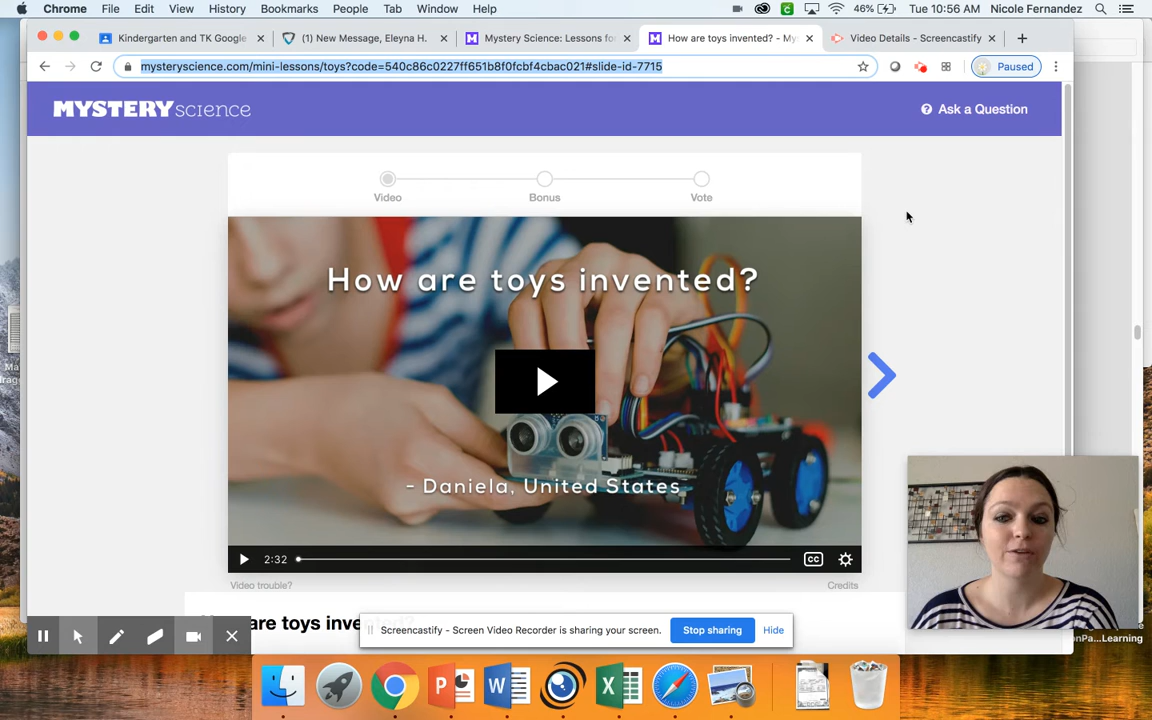 Chrome File Edit View History Bookmarks People Tab Window Help 46% Tue 10:56 AM Nicole Fernandez
Kindergarten and TK Google
(1) New Message, Eleyna H.
Mystery Science: Lessons fo
How are toys invented? - My
Video Details - Screencastify
mysteryscience.com/mini-lessons/toys?code=540c86c0227ff651b8f0fcbf4cbac021#slide-id-7715
Paused
MYSTERY science
Ask a Question
Video Bonus Vote
How are toys invented?
- Daniela, United States
2:32
CC
Video trouble? Credits
are toys inve
Screencastify - Screen Video Recorder is sharing your screen. Stop sharing Hide
onPa...Learning